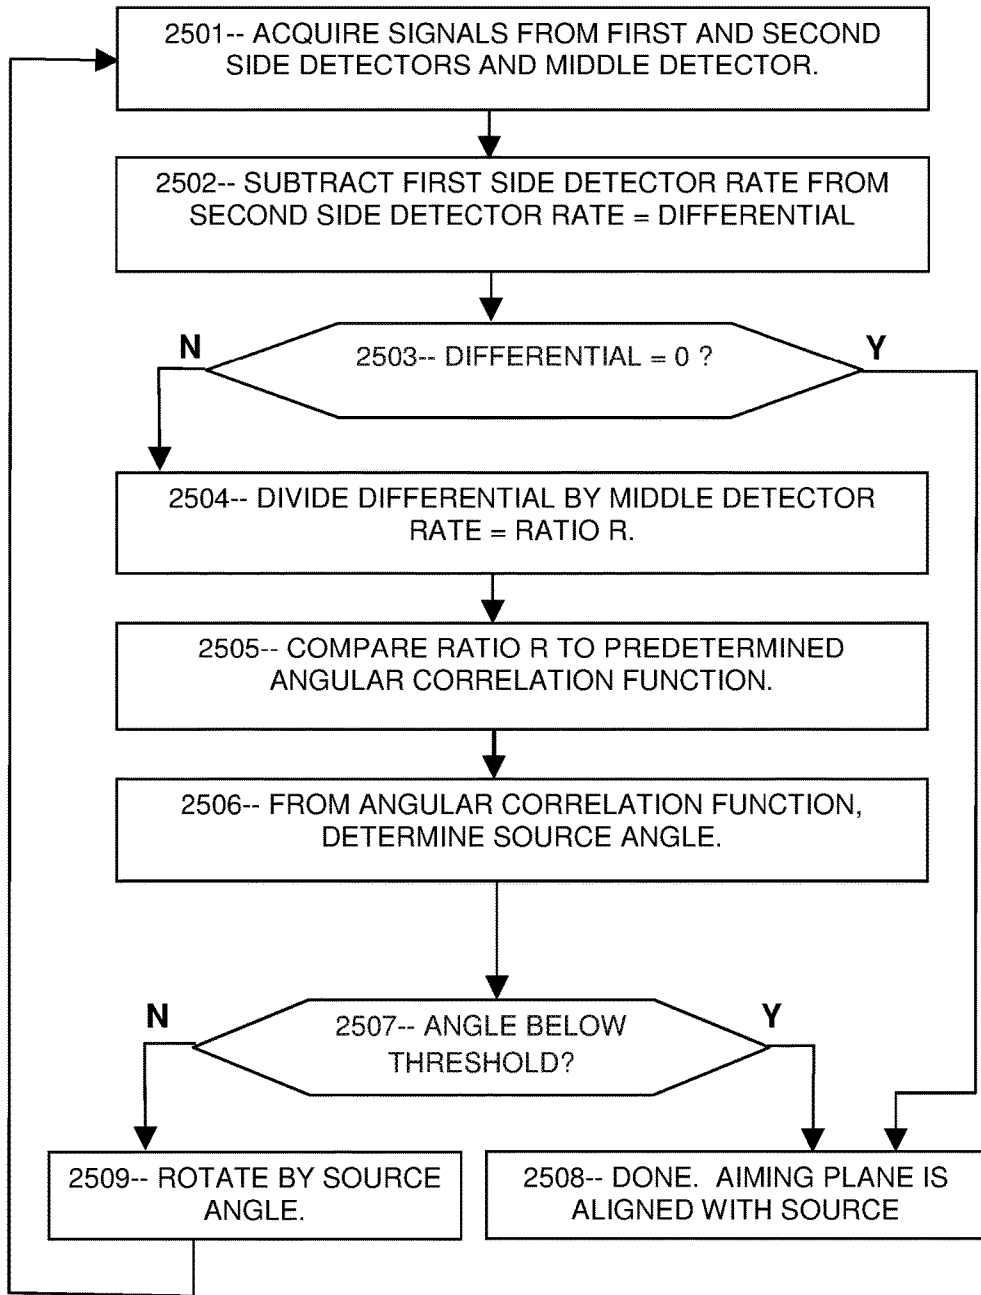 2501-- ACQUIRE SIGNALS FROM FIRST AND SECOND
SIDE DETECTORS AND MIDDLE DETECTOR.
2502-- SUBTRACT FIRST SIDE DETECTOR RATE FROM
SECOND SIDE DETECTOR RATE = DIFFERENTIAL
N
2503-- DIFFERENTIAL = 0 ?
Y
2504-- DIVIDE DIFFERENTIAL BY MIDDLE DETECTOR
RATE = RATIO R.
2505-- COMPARE RATIO R TO PREDETERMINED
ANGULAR CORRELATION FUNCTION.
2506-- FROM ANGULAR CORRELATION FUNCTION,
DETERMINE SOURCE ANGLE.
N
2507-- ANGLE BELOW
THRESHOLD?
Y
2509-- ROTATE BY SOURCE
ANGLE.
2508-- DONE.  AIMING PLANE IS
ALIGNED WITH SOURCE